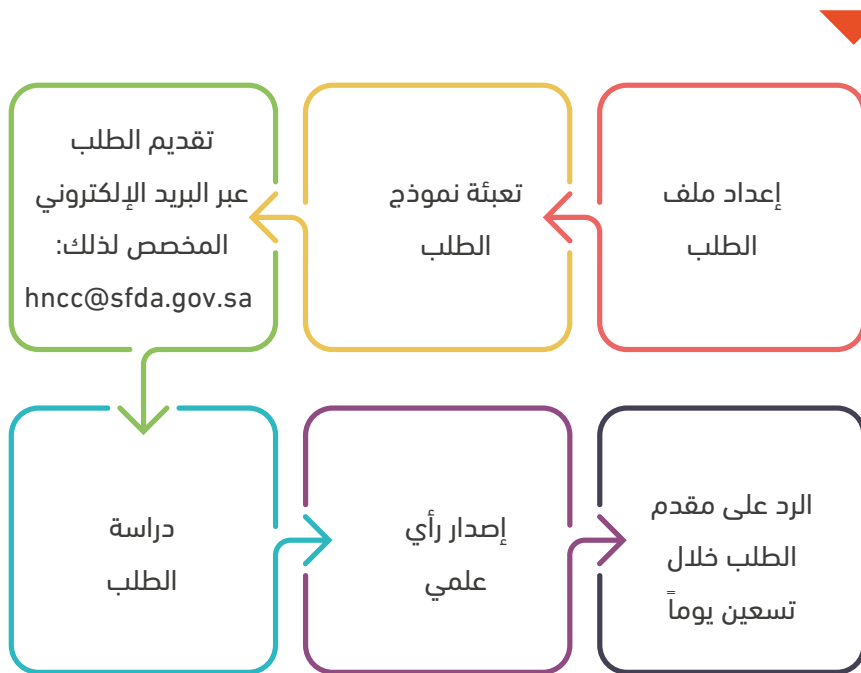 إعداد ملف
الطلب
تعبئة نموذج
الطلب
تقديم الطلب
عبر البريد الإلكتروني
المخصص لذلك:
hncc@sfda.gov.sa
دراسة
الطلب
إصدار رأي
علمي
الرد على مقدم
الطلب خلال
تسعين يوماً